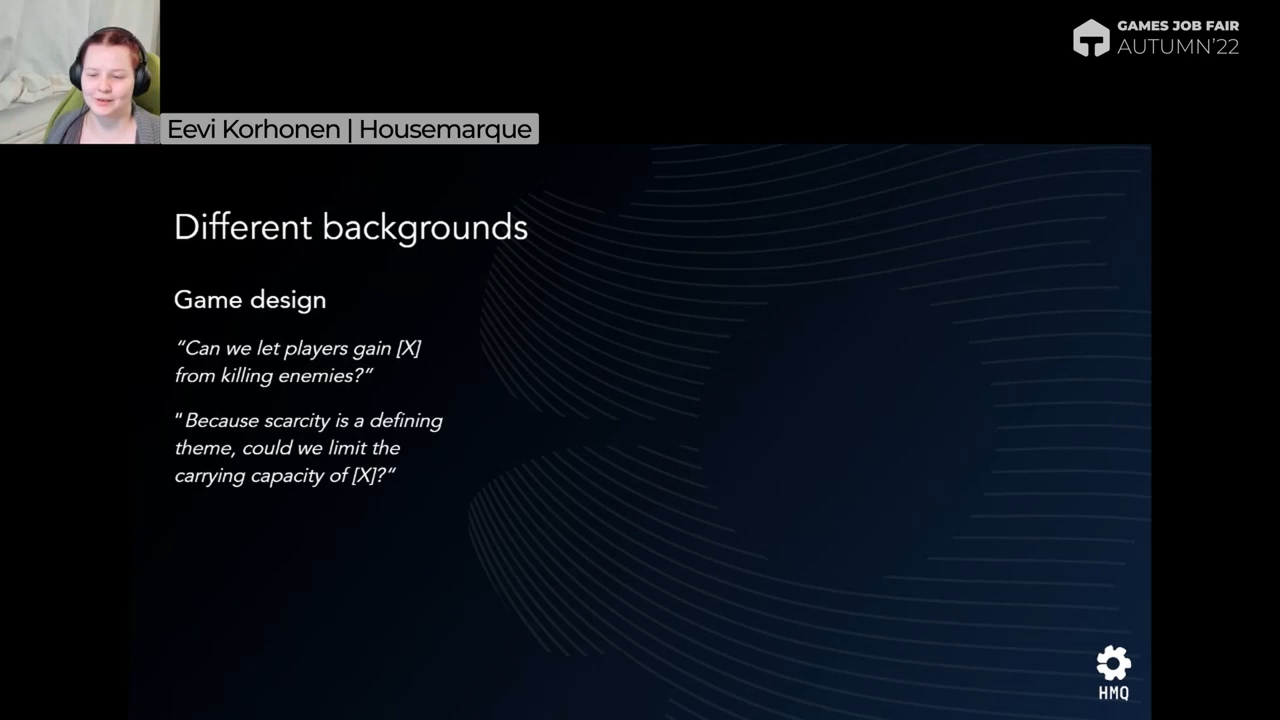 GAMES JOB FAIR
AUTUMN'22
Eevi Korhonen | Housemarque
Different backgrounds
Game design
“Can we let players gain [X]
from killing enemies?”
"Because scarcity is a defining
theme, could we limit the
carrying capacity of [X]?“
HMQ